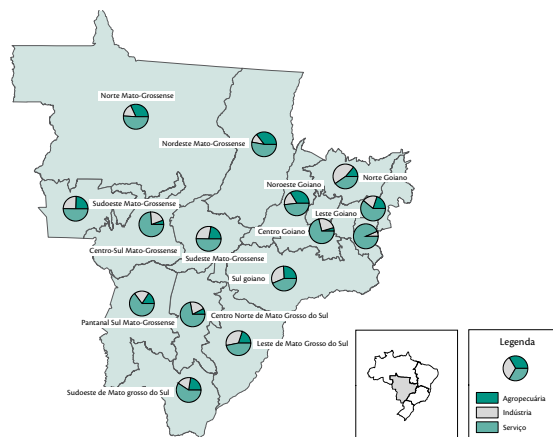 Norte Mato-Grossense
Nordeste Mato-Grossense
Norte Goiano
Noroeste Goiano
Sudoeste Mato-Grossense
Leste Goiano
Centro Goiano
Centro-Sul Mato-Grossense
Sudeste Mato-Grossense
Sul goiano
Centro Norte de Mato Grosso do Sul
Pantanal Sul Mato-Grossense
Leste de Mato Grosso do Sul
Sudoeste de Mato grosso do Sul
Legenda
Agropecuária
Indústria
Serviço